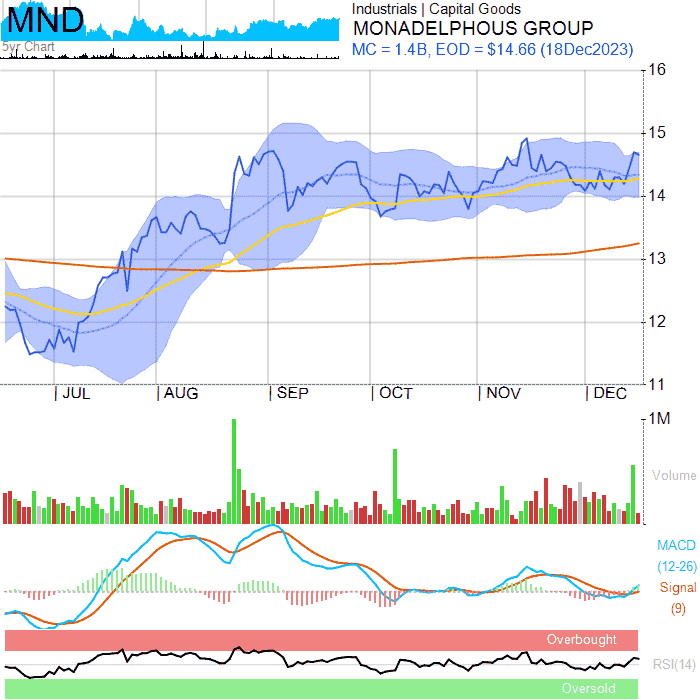 MND
5yr Chart
Industrials | Capital Goods
MONADELPHOUS GROUP
MC = 1.4B, EOD = $14.66 (18Dec2023)
16
15
14
13
12
11
JUL AUG SEP OCT NOV DEC
1M
Volume
MACD
(12-26)
Signal
(9)
Overbought
RSI(14)
Oversold